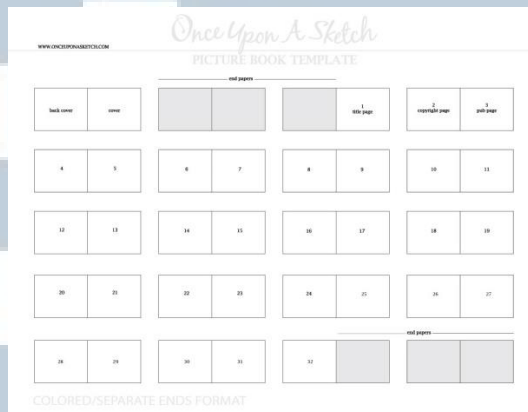 Once Upon A Sketch
WWW.ONCEUPONASKETCH.COM
PICTURE BOOK TEMPLATE
end papers
back cover cover 1 2 3
title page copyright page pub page
4 5 6 7 8 9 10 11
12 13 14 15 16 17 18 19
20 21 22 23 24 25 26 27
end papers
28 29 30 31 32
COLORED/SEPARATE ENDS FORMAT